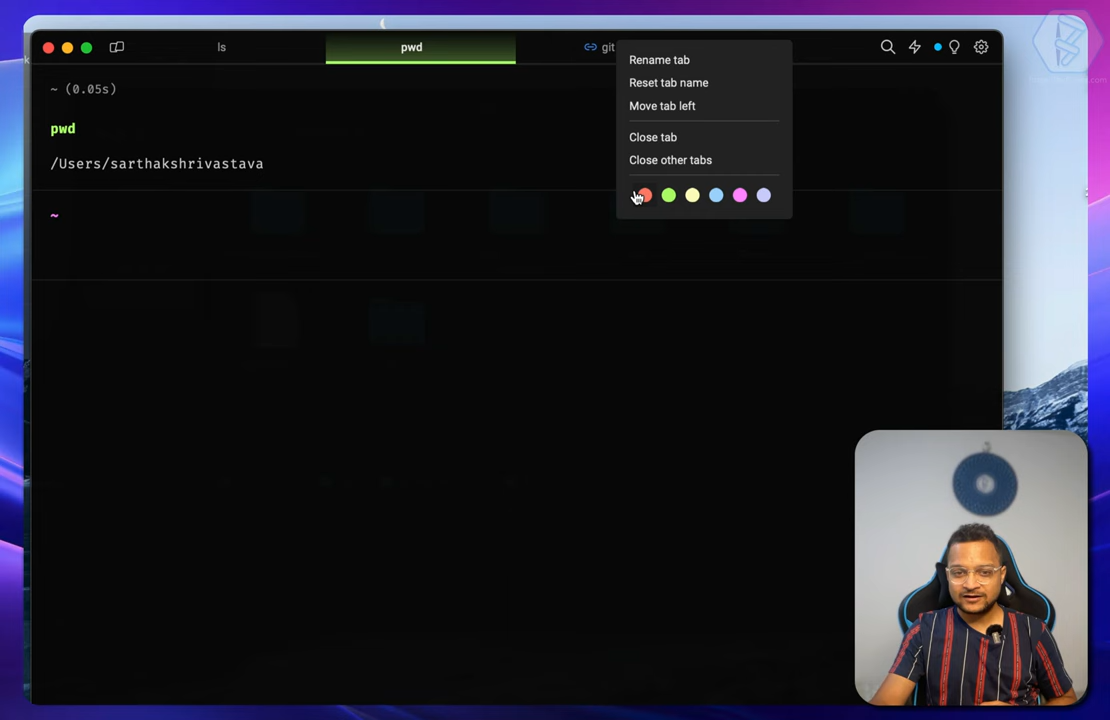 ls
pwd
git
Rename tab
Reset tab name
Move tab left
Close tab
Close other tabs
~ (0.05s)
pwd
/Users/sarthakshrivastava
~